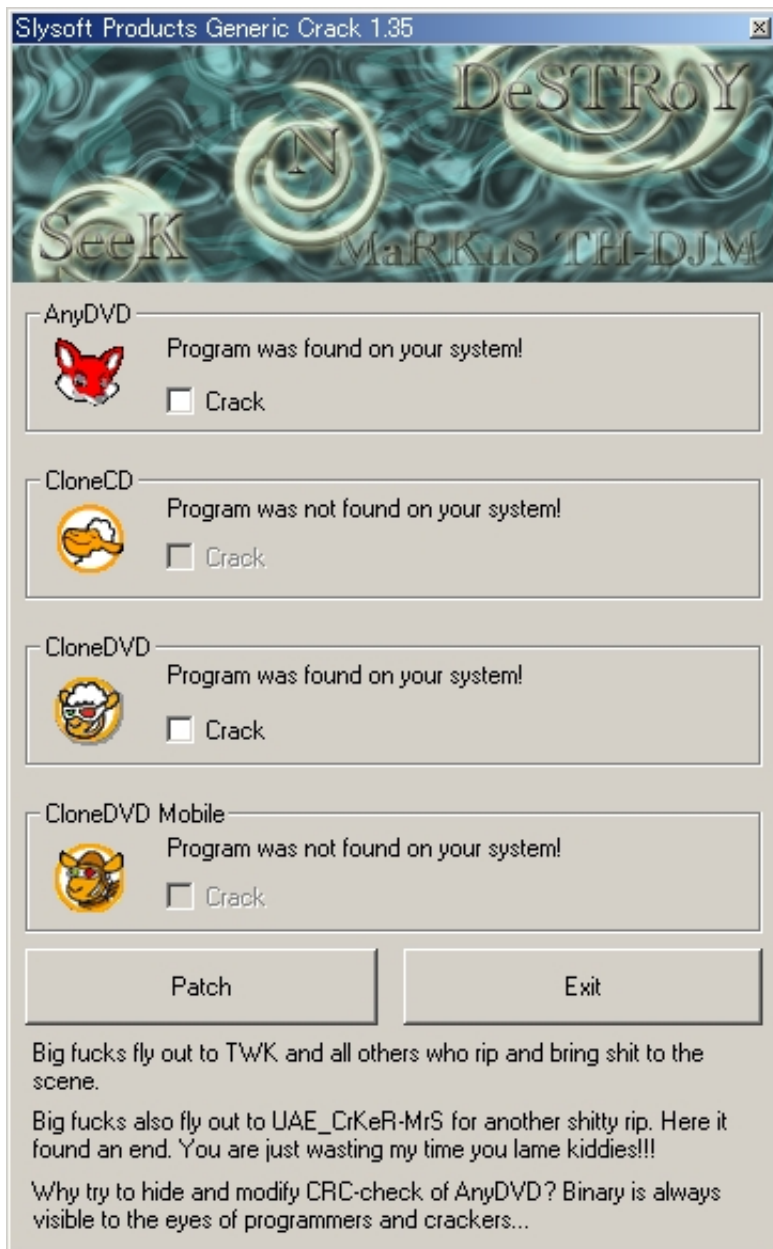 Slysoft Products Generic Crack 1.35
DeSTRoY
N
SeeK
MaRKuS TH-DJM
AnyDVD
Program was found on your system!
Crack
CloneCD
Program was not found on your system!
Crack
CloneDVD
Program was found on your system!
Crack
CloneDVD Mobile
Program was not found on your system!
Crack
Patch
Exit
Big fucks fly out to TWK and all others who rip and bring shit to the
scene.
Big fucks also fly out to UAE_CrKeR-MrS for another shitty rip. Here it
found an end. You are just wasting my time you lame kiddies!!!
Why try to hide and modify CRC-check of AnyDVD? Binary is always
visible to the eyes of programmers and crackers...